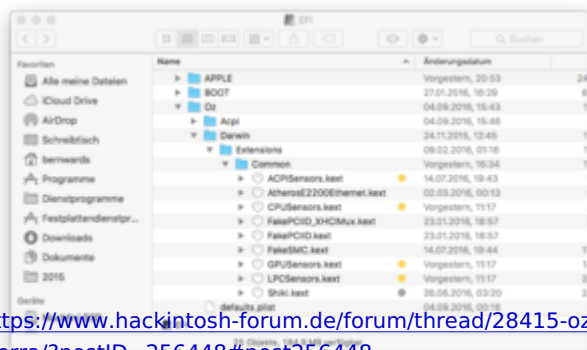 EFI
Suchen
Favoriten
Alle meine Dateien
iCloud Drive
AirDrop
Schreibtisch
bernwards
Programme
Dienstprogramme
Festplattendienstpr...
Downloads
Dokumente
2015
Geräte
Name
Änderungsdatum
APPLE
Vorgestern, 20:53
BOOT
27.01.2016, 16:29
Oz
04.09.2016, 15:43
Acpi
04.09.2016, 15:46
Darwin
24.11.2015, 12:45
Extensions
09.02.2016, 01:16
Common
Vorgestern, 16:34
ACPISensors.kext
14.07.2016, 19:43
AtherosE2200Ethernet.kext
02.03.2016, 00:13
CPUSensors.kext
Vorgestern, 11:17
FakePCIID_XHCIMux.kext
23.01.2016, 18:57
FakePCIID.kext
23.01.2016, 18:57
FakeSMC.kext
14.07.2016, 19:44
GPUSensors.kext
Vorgestern, 11:17
LPCSensors.kext
Vorgestern, 11:17
Shiki.kext
26.06.2016, 03:20
defaults.plist
tps://www.hackintosh-forum.de/forum/thread/28415-oz